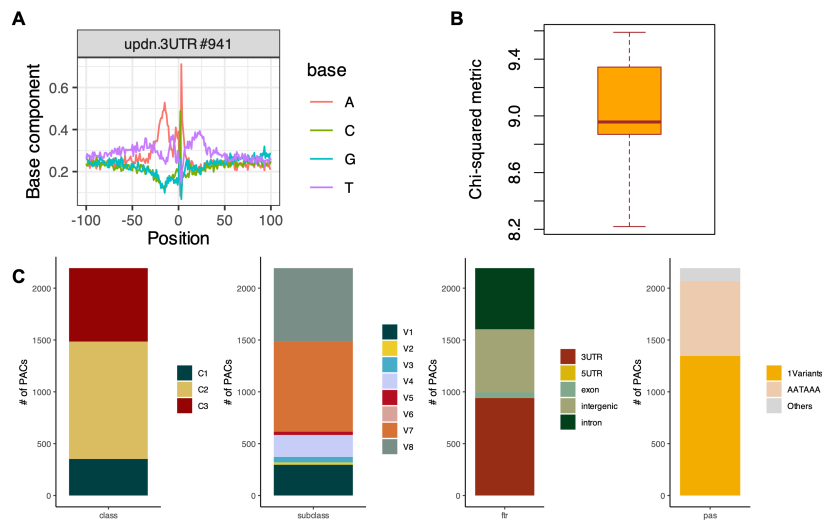 A
updn.3UTR #941
Base component
0.6
0.4
0.2
-100
-50
0
50
100
Position
base
A
C
G
T
B
Chi-squared metric
9.4
9.0
8.6
8.2
C
# of PACs
2000
1500
1000
500
0
class
C1
C2
C3
# of PACs
2000
1500
1000
500
0
subclass
V1
V2
V3
V4
V5
V6
V7
V8
# of PACs
2000
1500
1000
500
0
ftr
3UTR
5UTR
exon
intergenic
intron
# of PACs
2000
1500
1000
500
0
pas
1Variants
AATAAA
Others